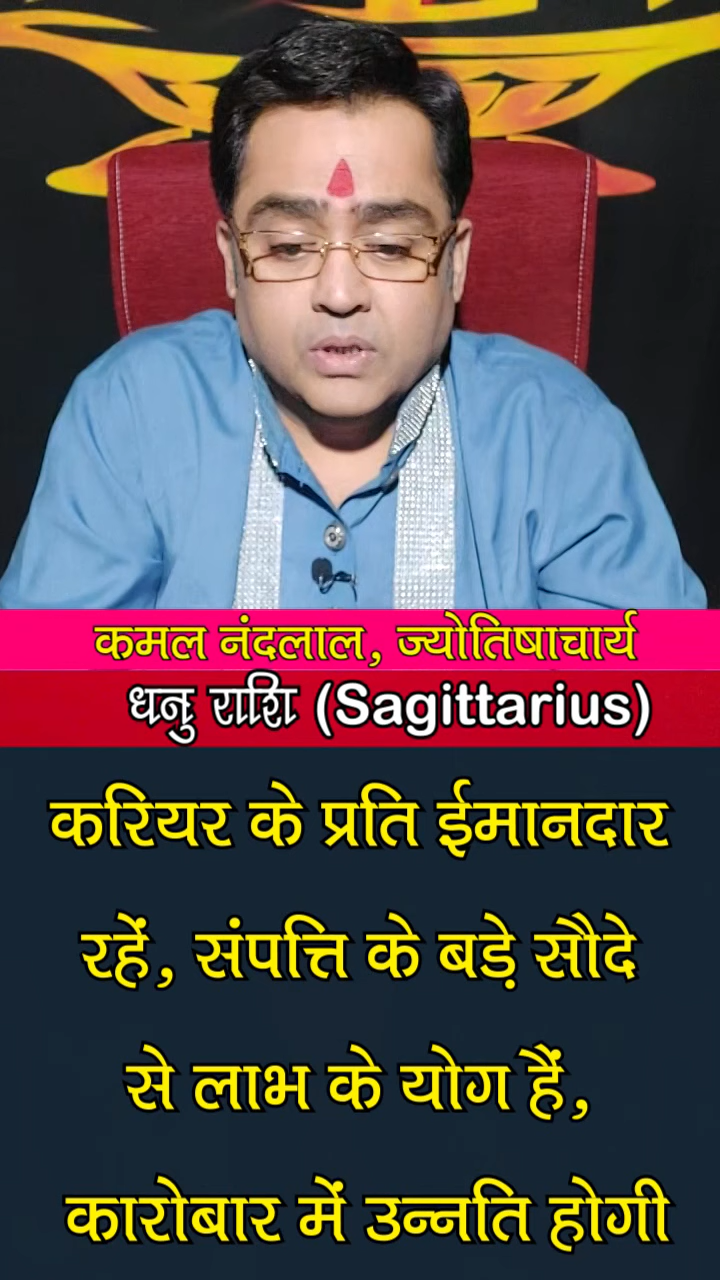 कमल नंदलाल, ज्योतिषाचार्य
धनु राशि (Sagittarius)
करियर के प्रति ईमानदार
रहें, संपत्ति के बड़े सौदे
से लाभ के योग हैं,
कारोबार में उन्नति होगी